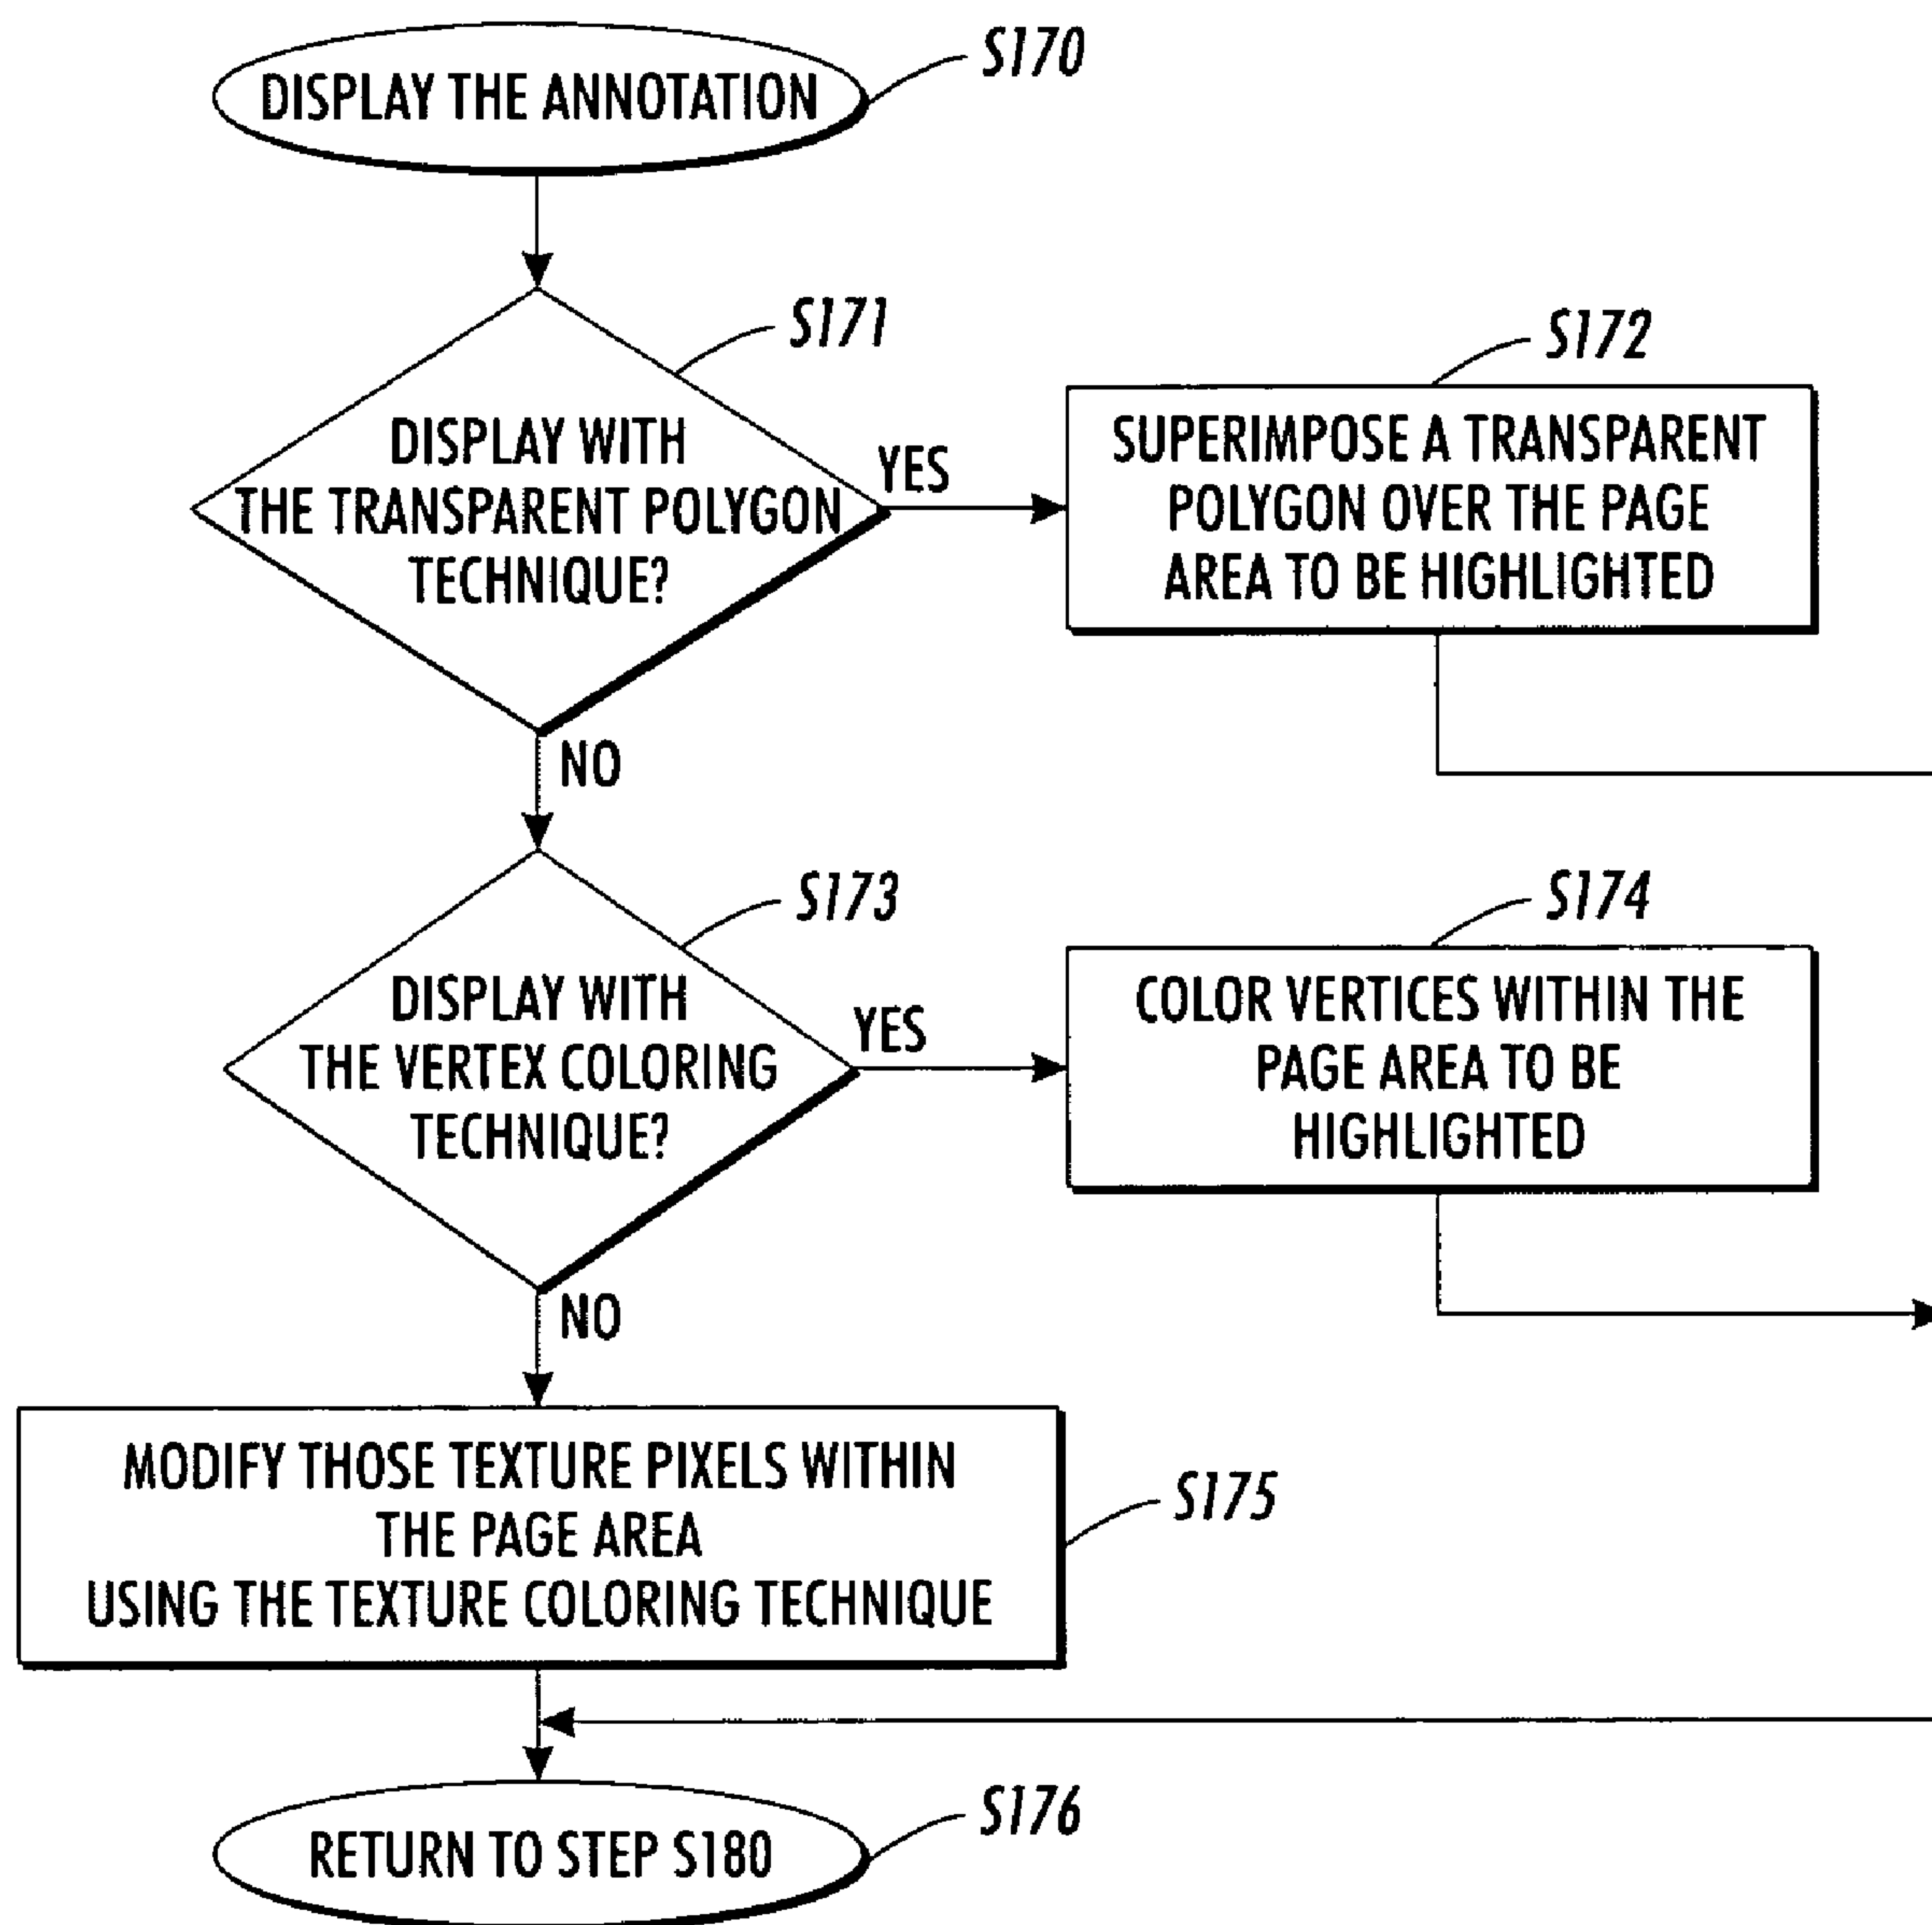 DISPLAY THE ANNOTATION
S170
S171
DISPLAY WITH
THE TRANSPARENT POLYGON
TECHNIQUE?
YES
S172
SUPERIMPOSE A TRANSPARENT
POLYGON OVER THE PAGE
AREA TO BE HIGHLIGHTED
NO
S173
DISPLAY WITH
THE VERTEX COLORING
TECHNIQUE?
YES
S174
COLOR VERTICES WITHIN THE
PAGE AREA TO BE
HIGHLIGHTED
NO
MODIFY THOSE TEXTURE PIXELS WITHIN
THE PAGE AREA
USING THE TEXTURE COLORING TECHNIQUE
S175
RETURN TO STEP S180
S176